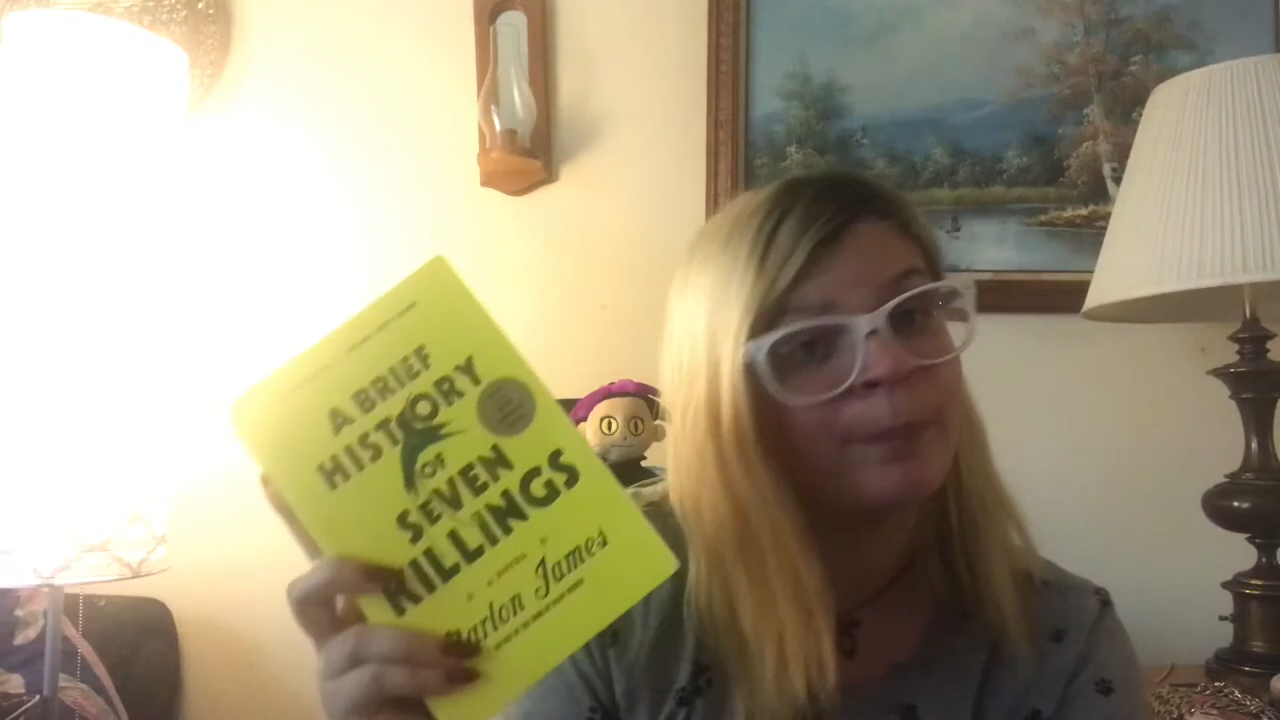 A BRIEF
HISTORY
OF
SEVEN
KILLINGS
A NOVEL
Marlon James